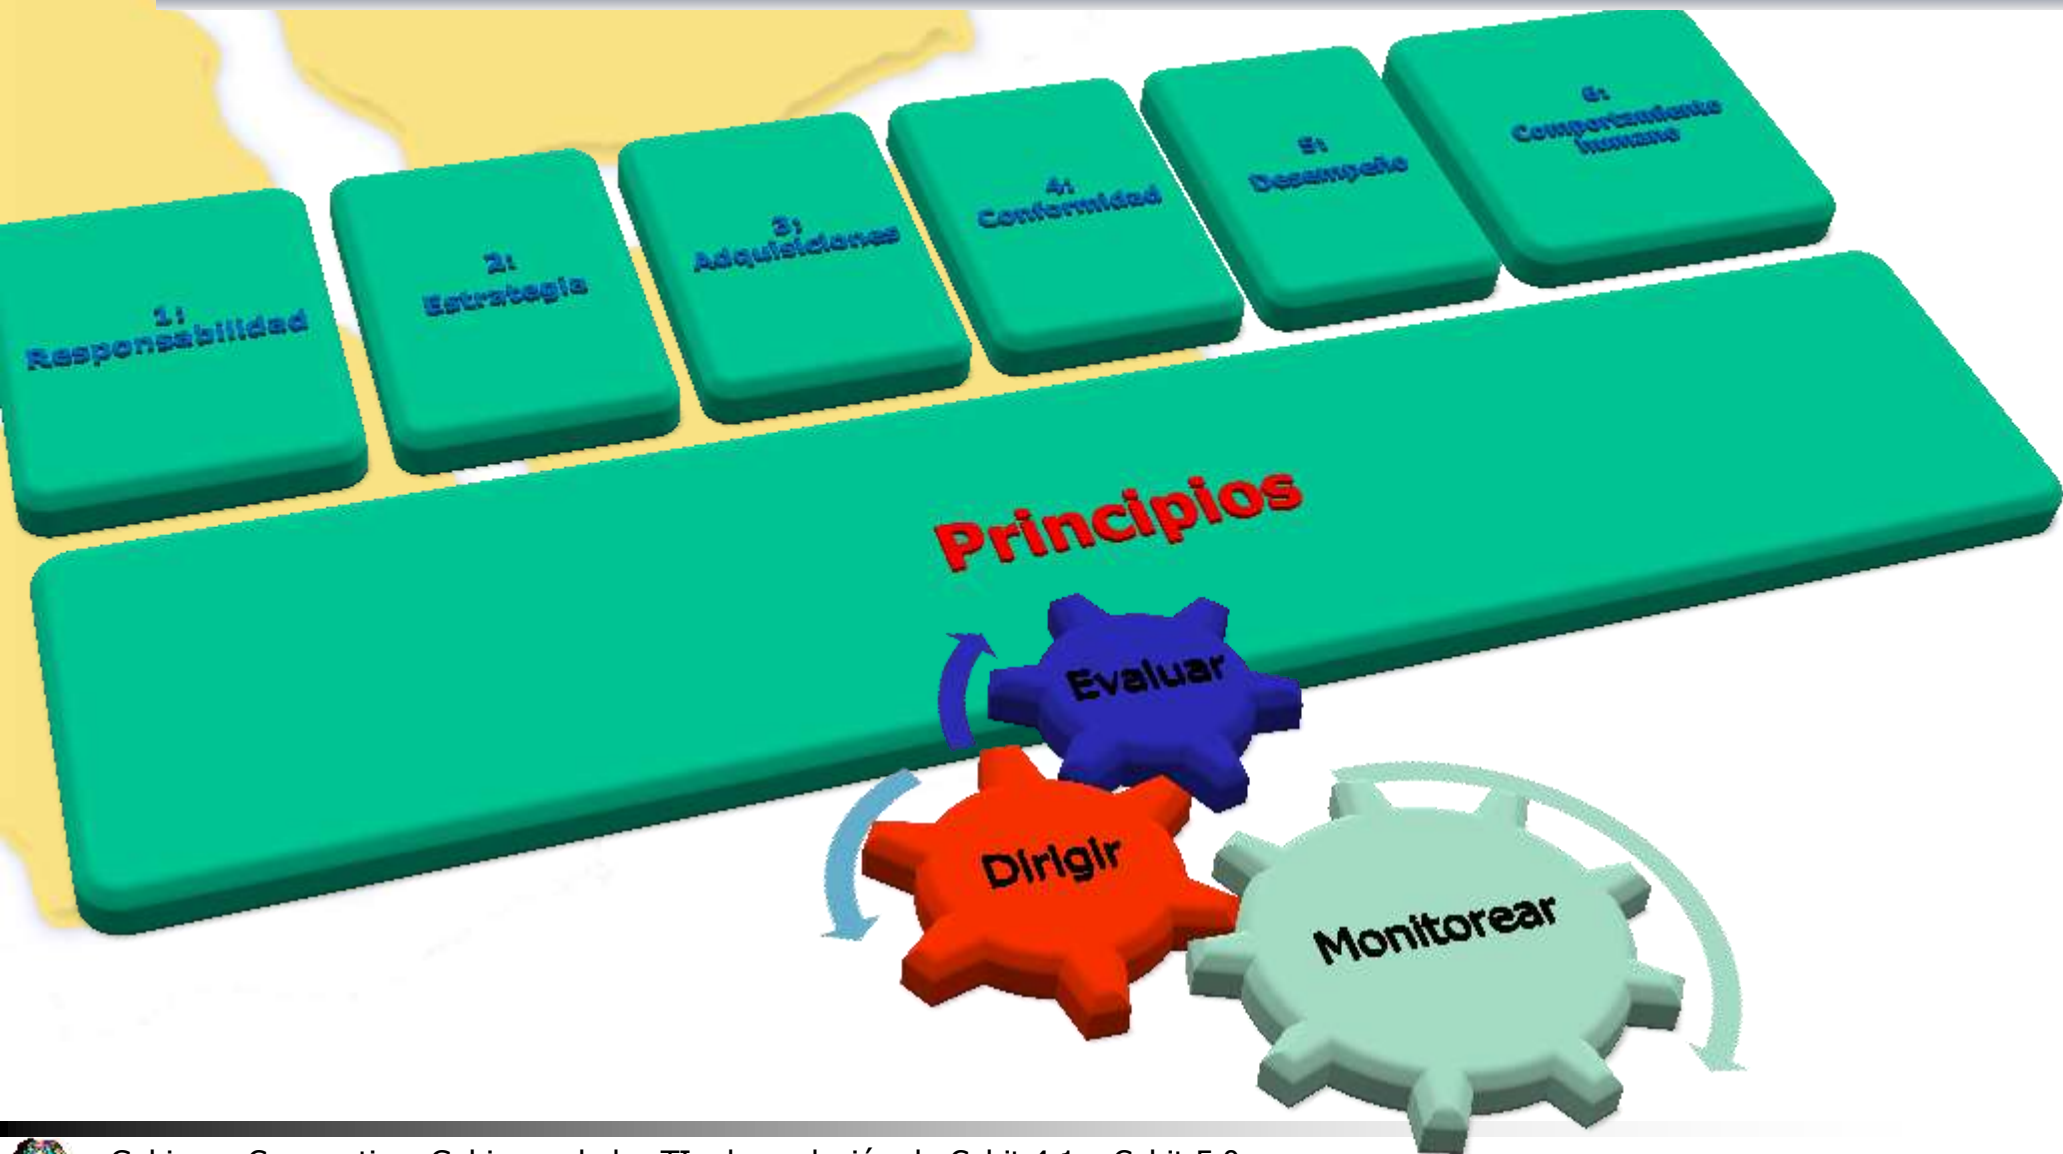 1:
Responsabilidad
2:
Estrategia
3:
Adquisiciones
4:
Conformidad
5:
Desempeño
6:
Comportamiento
humano
Principios
Evaluar
Dirigir
Monitorear